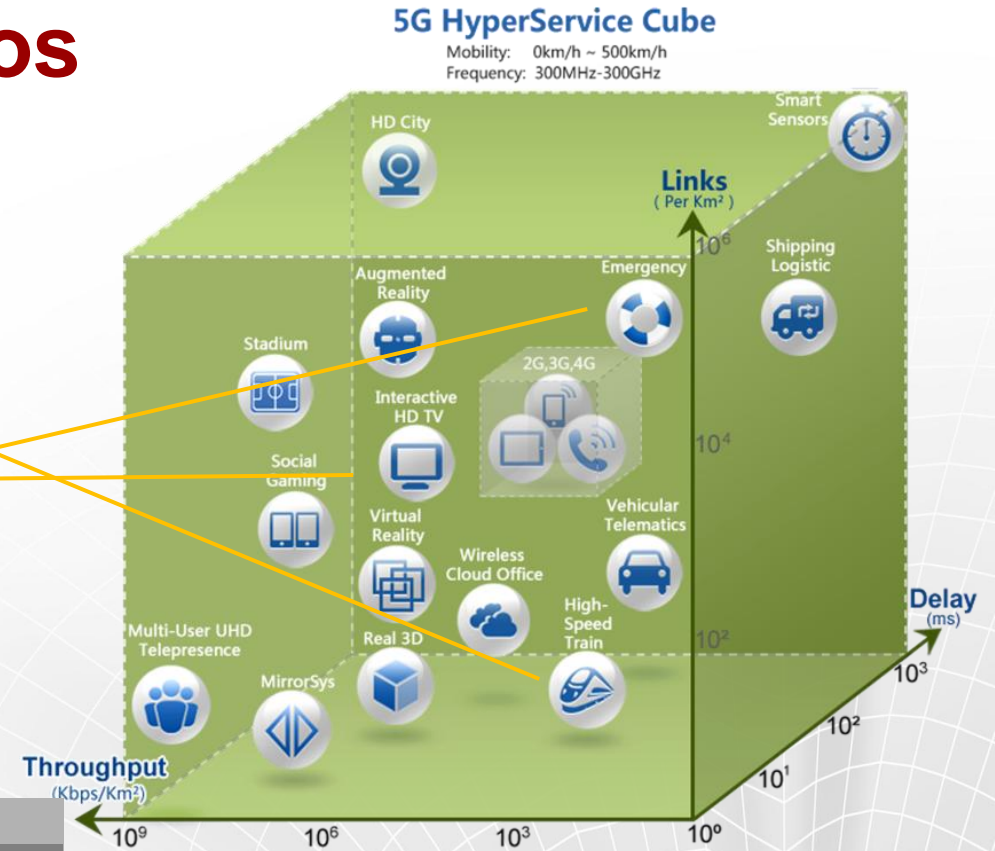 os
5G HyperService Cube
Mobility: 0km/h ~ 500km/h
Frequency: 300MHz-300GHz
Smart
Sensors
HD City
Links
( Per Km² )
10⁶
Shipping
Logistic
Emergency
Augmented
Reality
Stadium
2G,3G,4G
Interactive
HD TV
10⁴
Social
Gaming
Vehicular
Telematics
Virtual
Reality
Wireless
Cloud Office
High-
Speed
Train
Delay
(ms)
Multi-User UHD
Telepresence
Real 3D
10²
10³
MirrorSys
10²
Throughput
(Kbps/Km²)
10¹
10⁹
10⁶
10³
10⁰